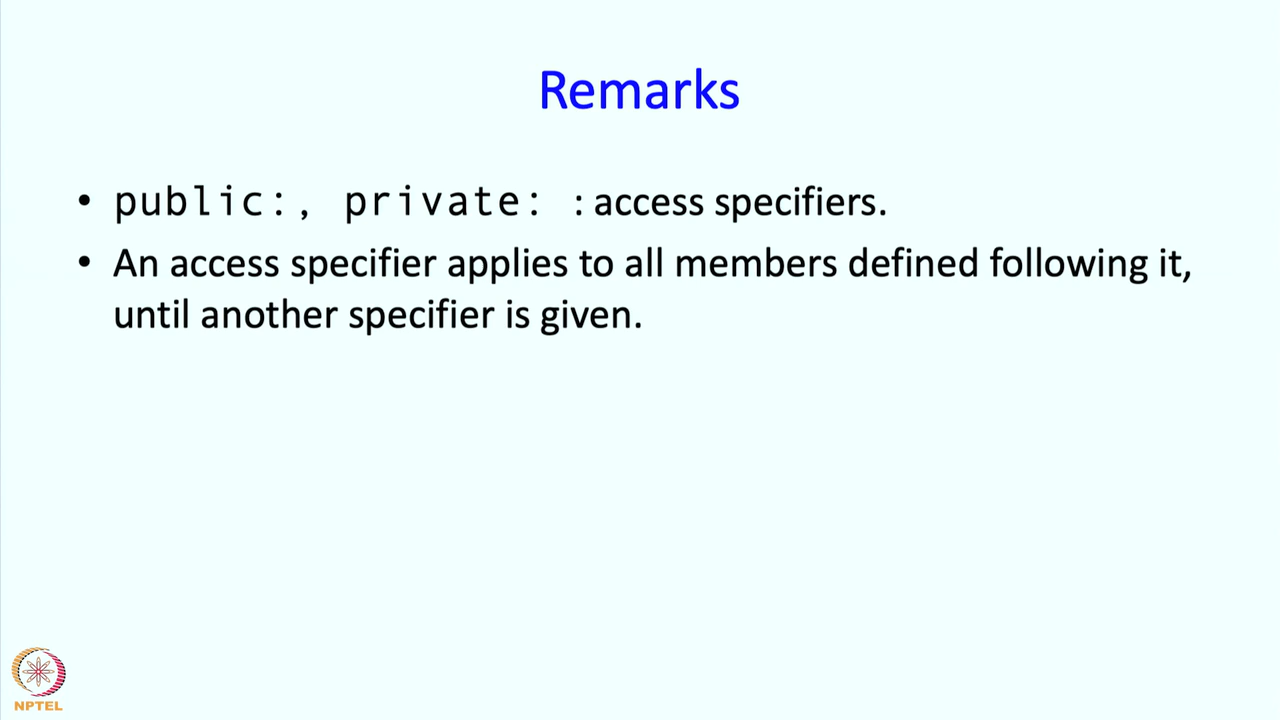 Remarks
• public:, private: : access specifiers.
• An access specifier applies to all members defined following it,
until another specifier is given.
NPTEL